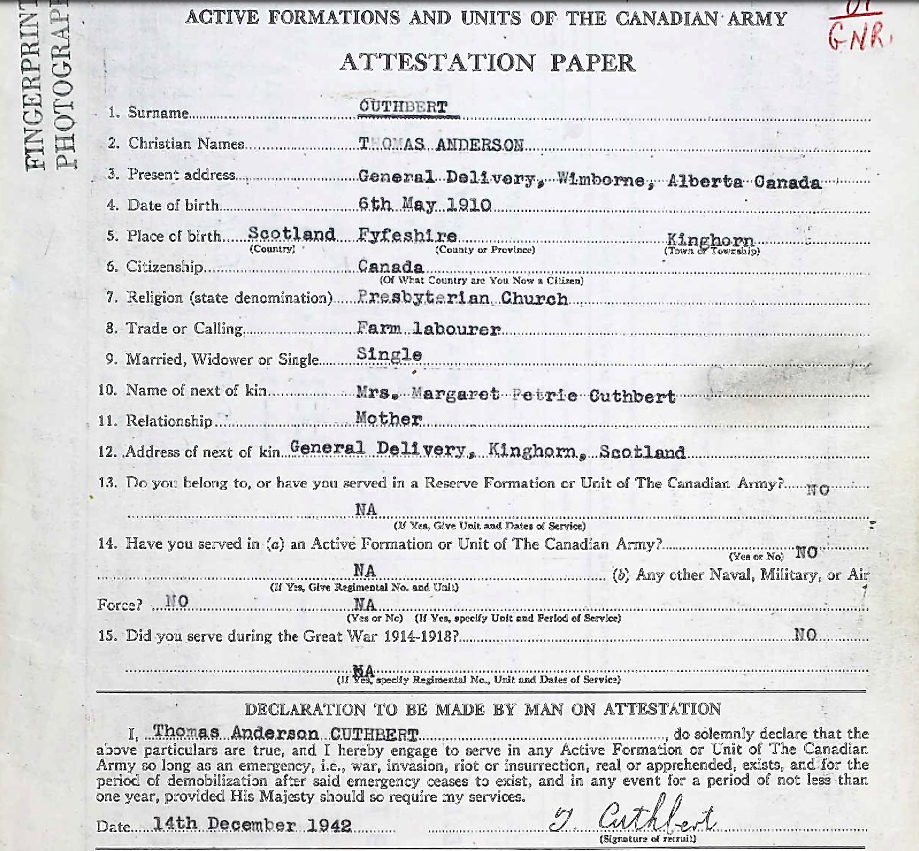 ACTIVE FORMATIONS AND UNITS OF THE CANADIAN ARMY
GNR.
ATTESTATION PAPER
FINGERPRINT
PHOTOGRAP
1. Surname CUTHBERT
2. Christian Names THOMAS ANDERSON
3. Present address General Delivery, Wimborne, Alberta Canada
4. Date of birth 6th May 1910
5. Place of birth Scotland Fyfeshire Kinghorn
(Country) (County or Province) (Town or Township)
6. Citizenship Canada
(Of What Country are You Now a Citizen)
7. Religion (state denomination) Presbyterian Church
8. Trade or Calling Farm labourer
9. Married, Widower or Single Single
10. Name of next of kin Mrs. Margaret Petrie Cuthbert
11. Relationship Mother
12. Address of next of kin General Delivery, Kinghorn, Scotland
13. Do you belong to, or have you served in a Reserve Formation or Unit of The Canadian Army? NO
NA
(If Yes, Give Unit and Dates of Service)
14. Have you served in (a) an Active Formation or Unit of The Canadian Army? NO
(Yes or No)
NA (b) Any other Naval, Military, or Air
(If Yes, Give Regimental No. and Unit)
Force? NO NA
(Yes or No) (If Yes, specify Unit and Period of Service)
15. Did you serve during the Great War 1914-1918? NO
NA
(If Yes, specify Regimental No., Unit and Dates of Service)
DECLARATION TO BE MADE BY MAN ON ATTESTATION
I, Thomas Anderson CUTHBERT, do solemnly declare that the
above particulars are true, and I hereby engage to serve in any Active Formation or Unit of The Canadian
Army so long as an emergency, i.e., war, invasion, riot or insurrection, real or apprehended, exists, and for the
period of demobilization after said emergency ceases to exist, and in any event for a period of not less than
one year, provided His Majesty should so require my services.
Date 14th December 1942 T Cuthbert
(Signature of recruit)